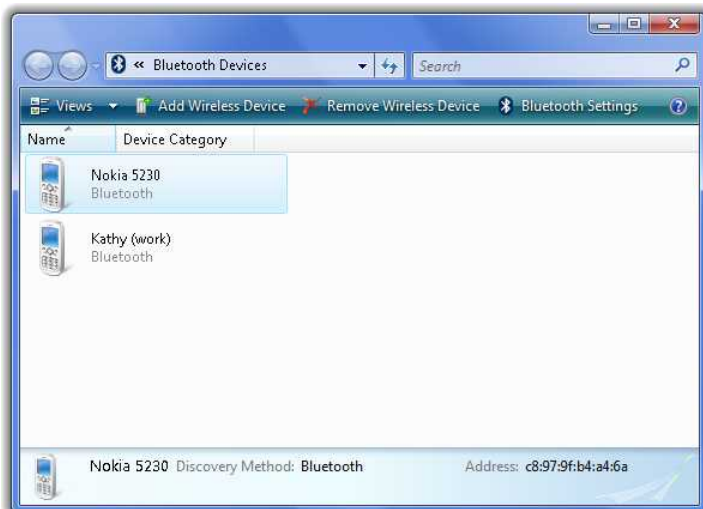 « Bluetooth Devices Search
Views Add Wireless Device Remove Wireless Device Bluetooth Settings ?
Name Device Category
Nokia 5230
Bluetooth
Kathy (work)
Bluetooth
Nokia 5230 Discovery Method: Bluetooth Address: c8:97:9f:b4:a4:6a